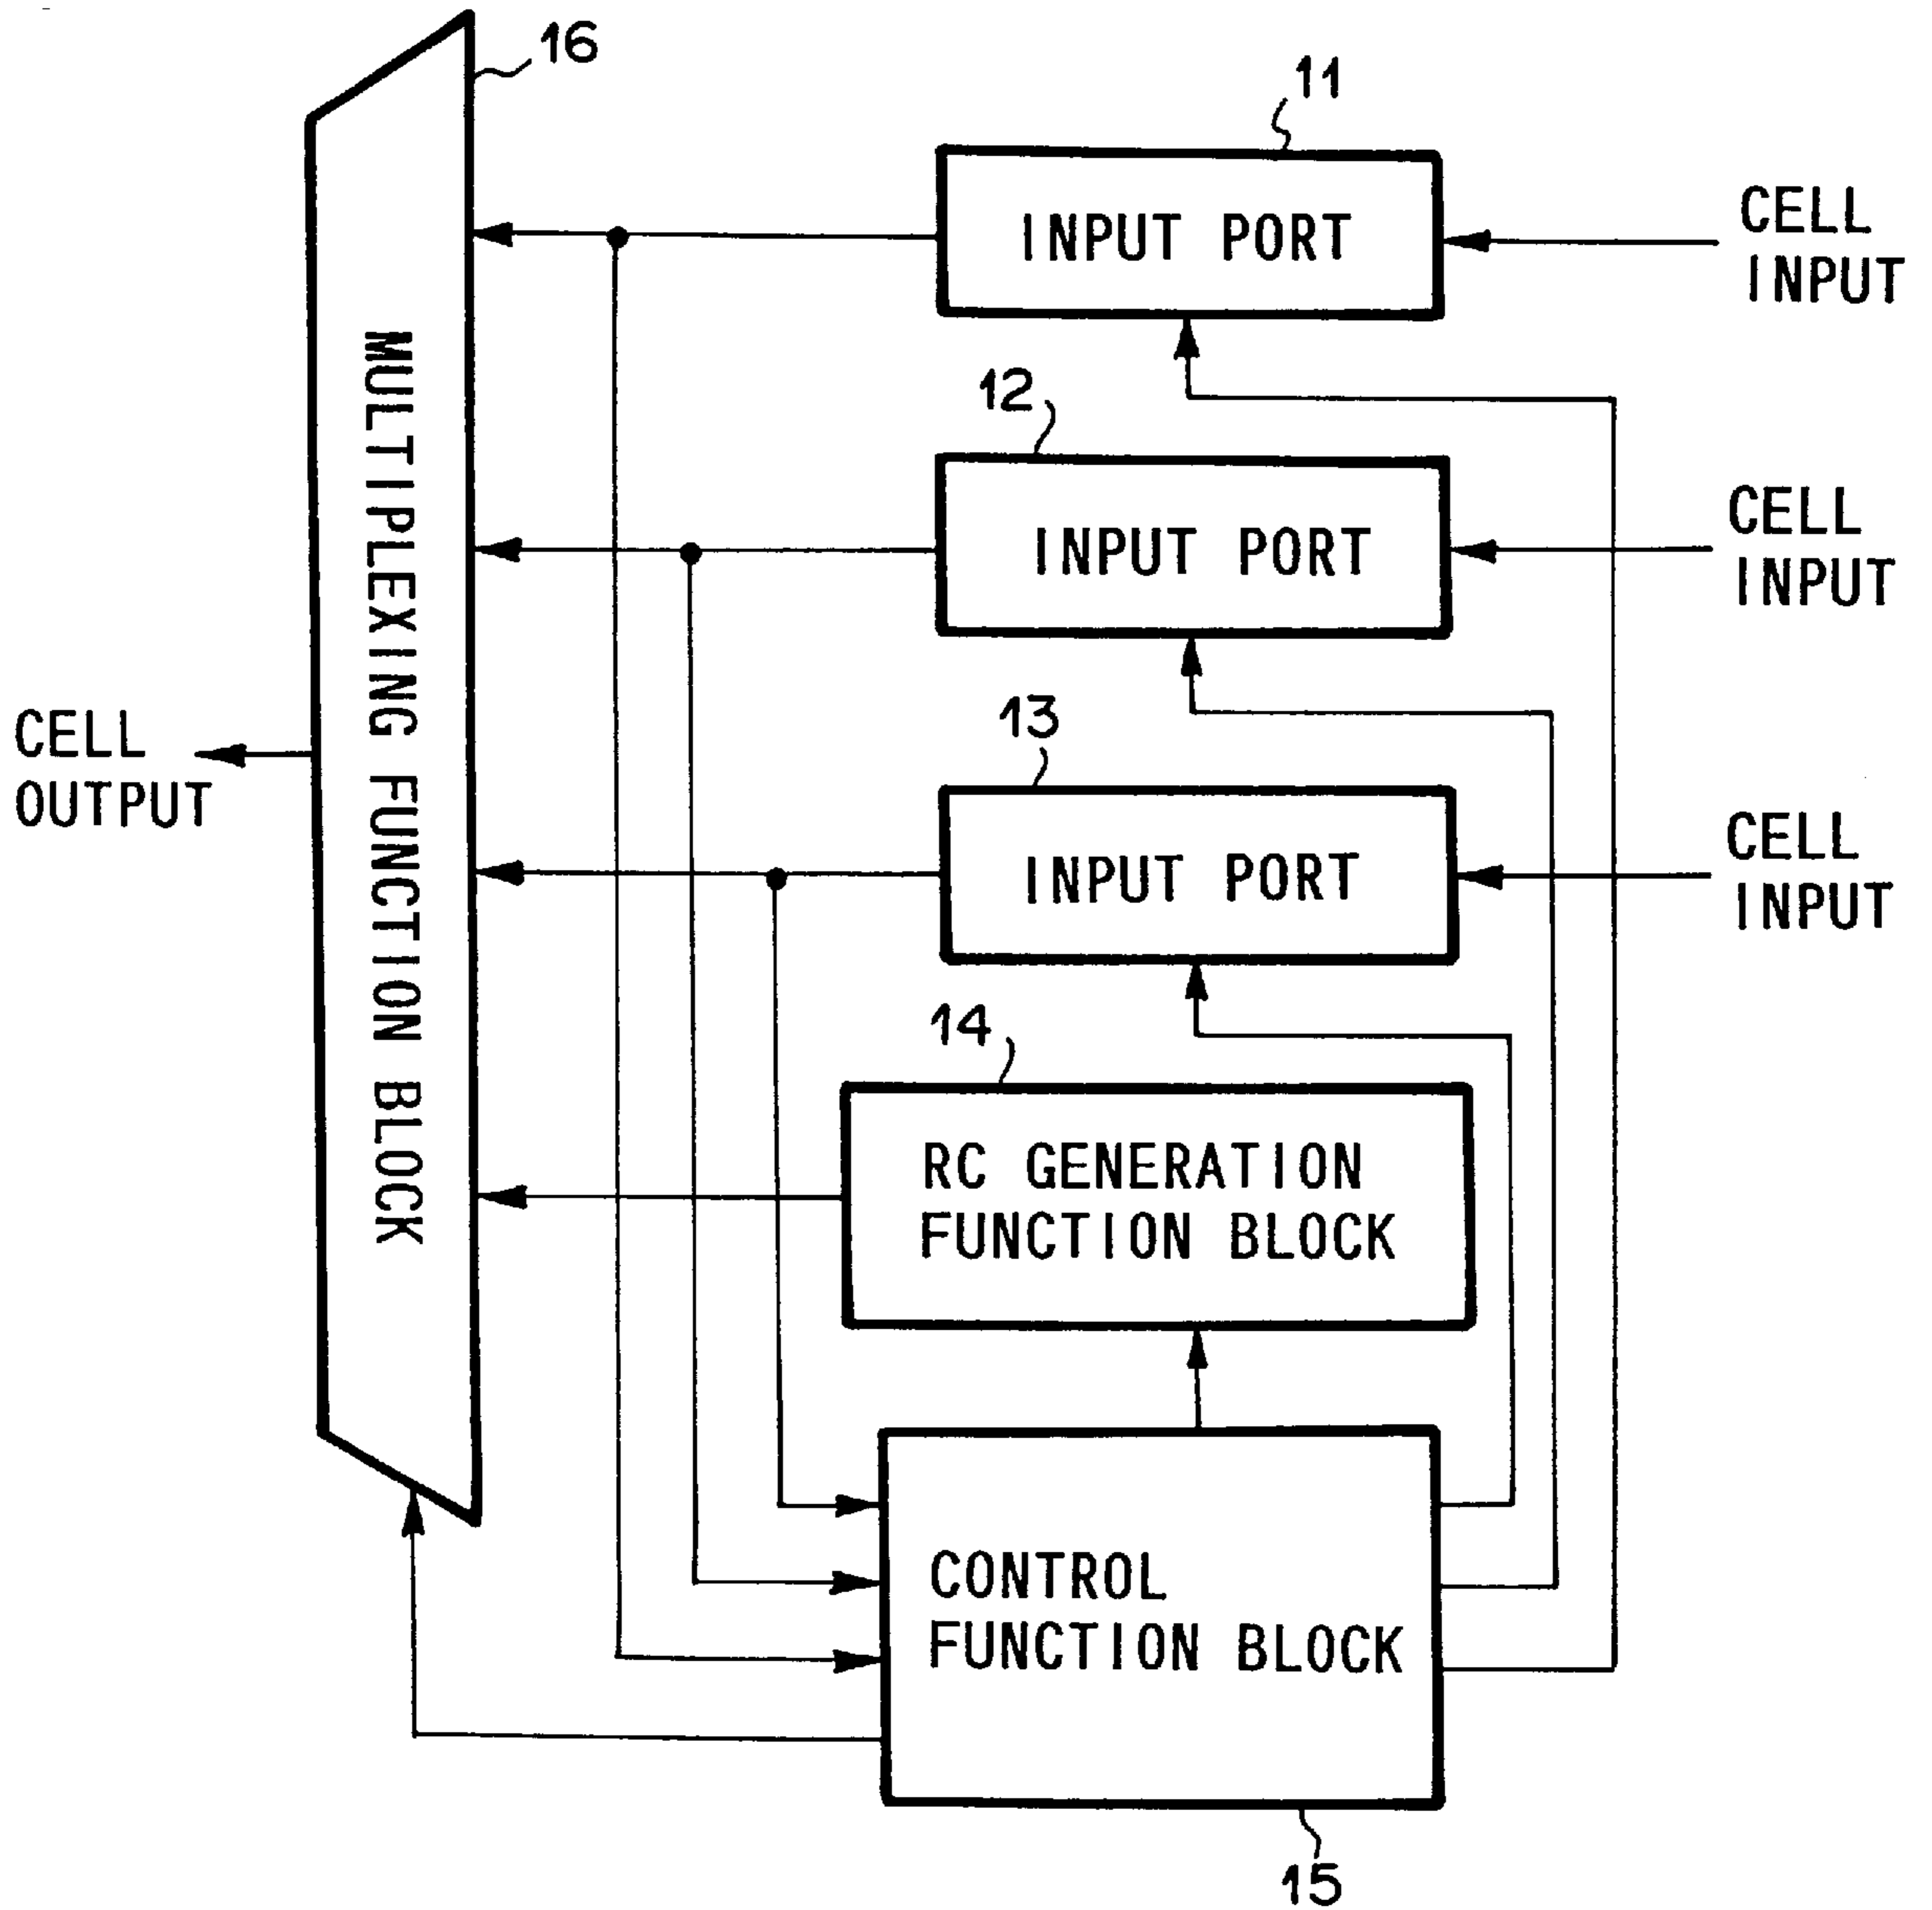 16
11
INPUT PORT
CELL
INPUT
12
INPUT PORT
CELL
INPUT
13
INPUT PORT
CELL
INPUT
MULTIPLEXING FUNCTION BLOCK
CELL
OUTPUT
14
RC GENERATION
FUNCTION BLOCK
CONTROL
FUNCTION BLOCK
15